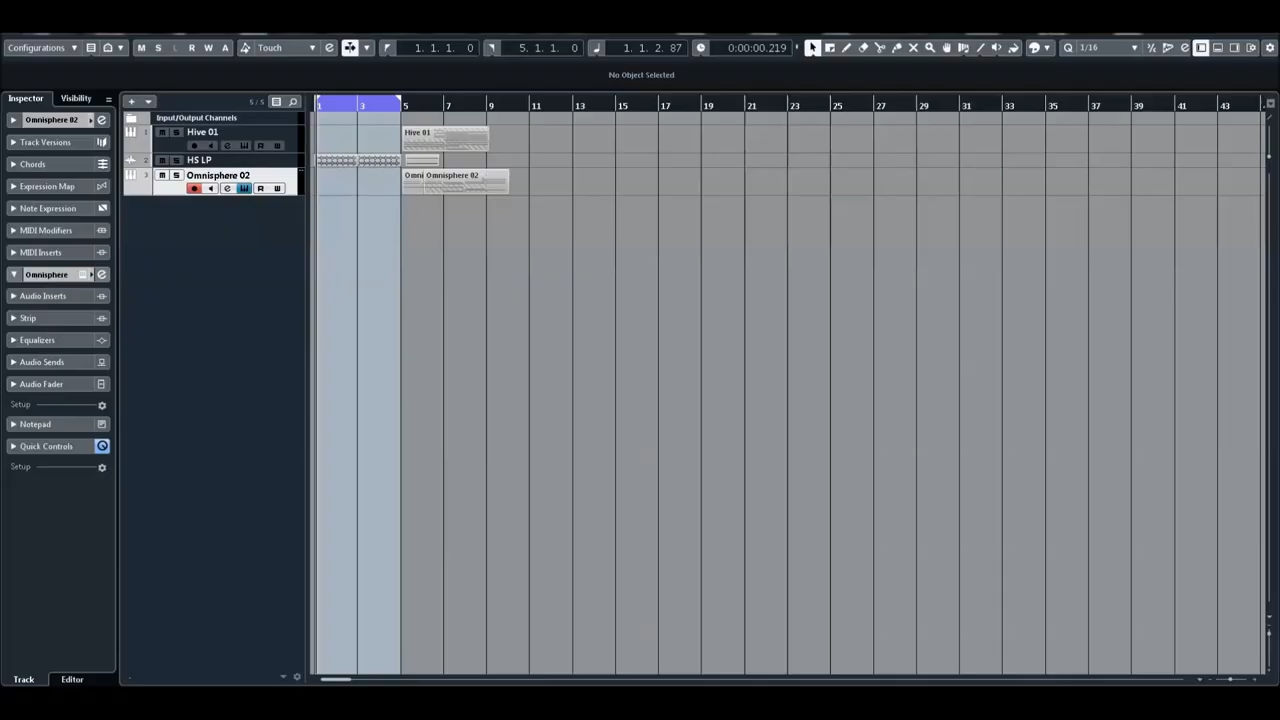 Configurations M S L R W A Touch 1. 1. 1. 0 5. 1. 1. 0 1. 1. 2. 87 0:00:00.219 Q 1/16
No Object Selected
Inspector Visibility 5 / 5 1 3 5 7 9 11 13 15 17 19 21 23 25 27 29 31 33 35 37 39 41 43
Omnisphere 02 Input/Output Channels
1 M S Hive 01 Hive 01
Track Versions
2 M S HS LP
Chords
3 M S Omnisphere 02 Omni Omnisphere 02
Expression Map R W
Note Expression
MIDI Modifiers
MIDI Inserts
Omnisphere
Audio Inserts
Strip
Equalizers
Audio Sends
Audio Fader
Setup
Notepad
Quick Controls
Setup
Track Editor